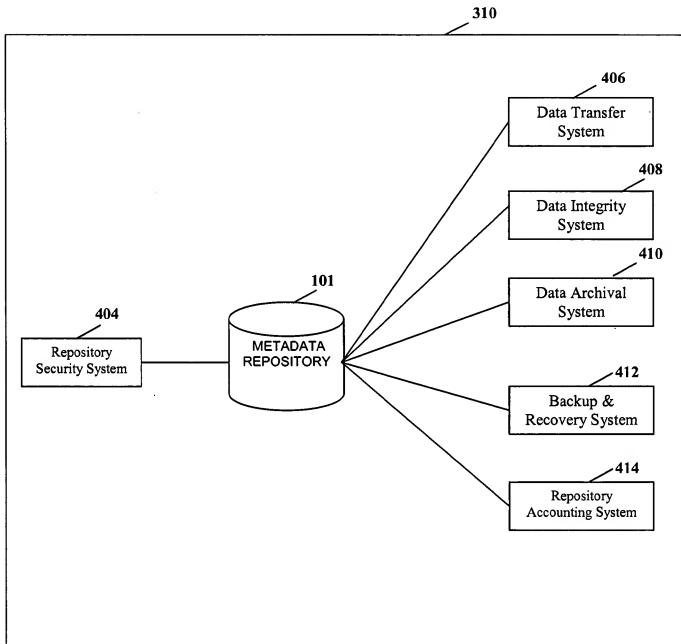 310
406
Data Transfer
System
408
Data Integrity
System
410
Data Archival
System
101
METADATA
REPOSITORY
404
Repository
Security System
412
Backup &
Recovery System
414
Repository
Accounting System